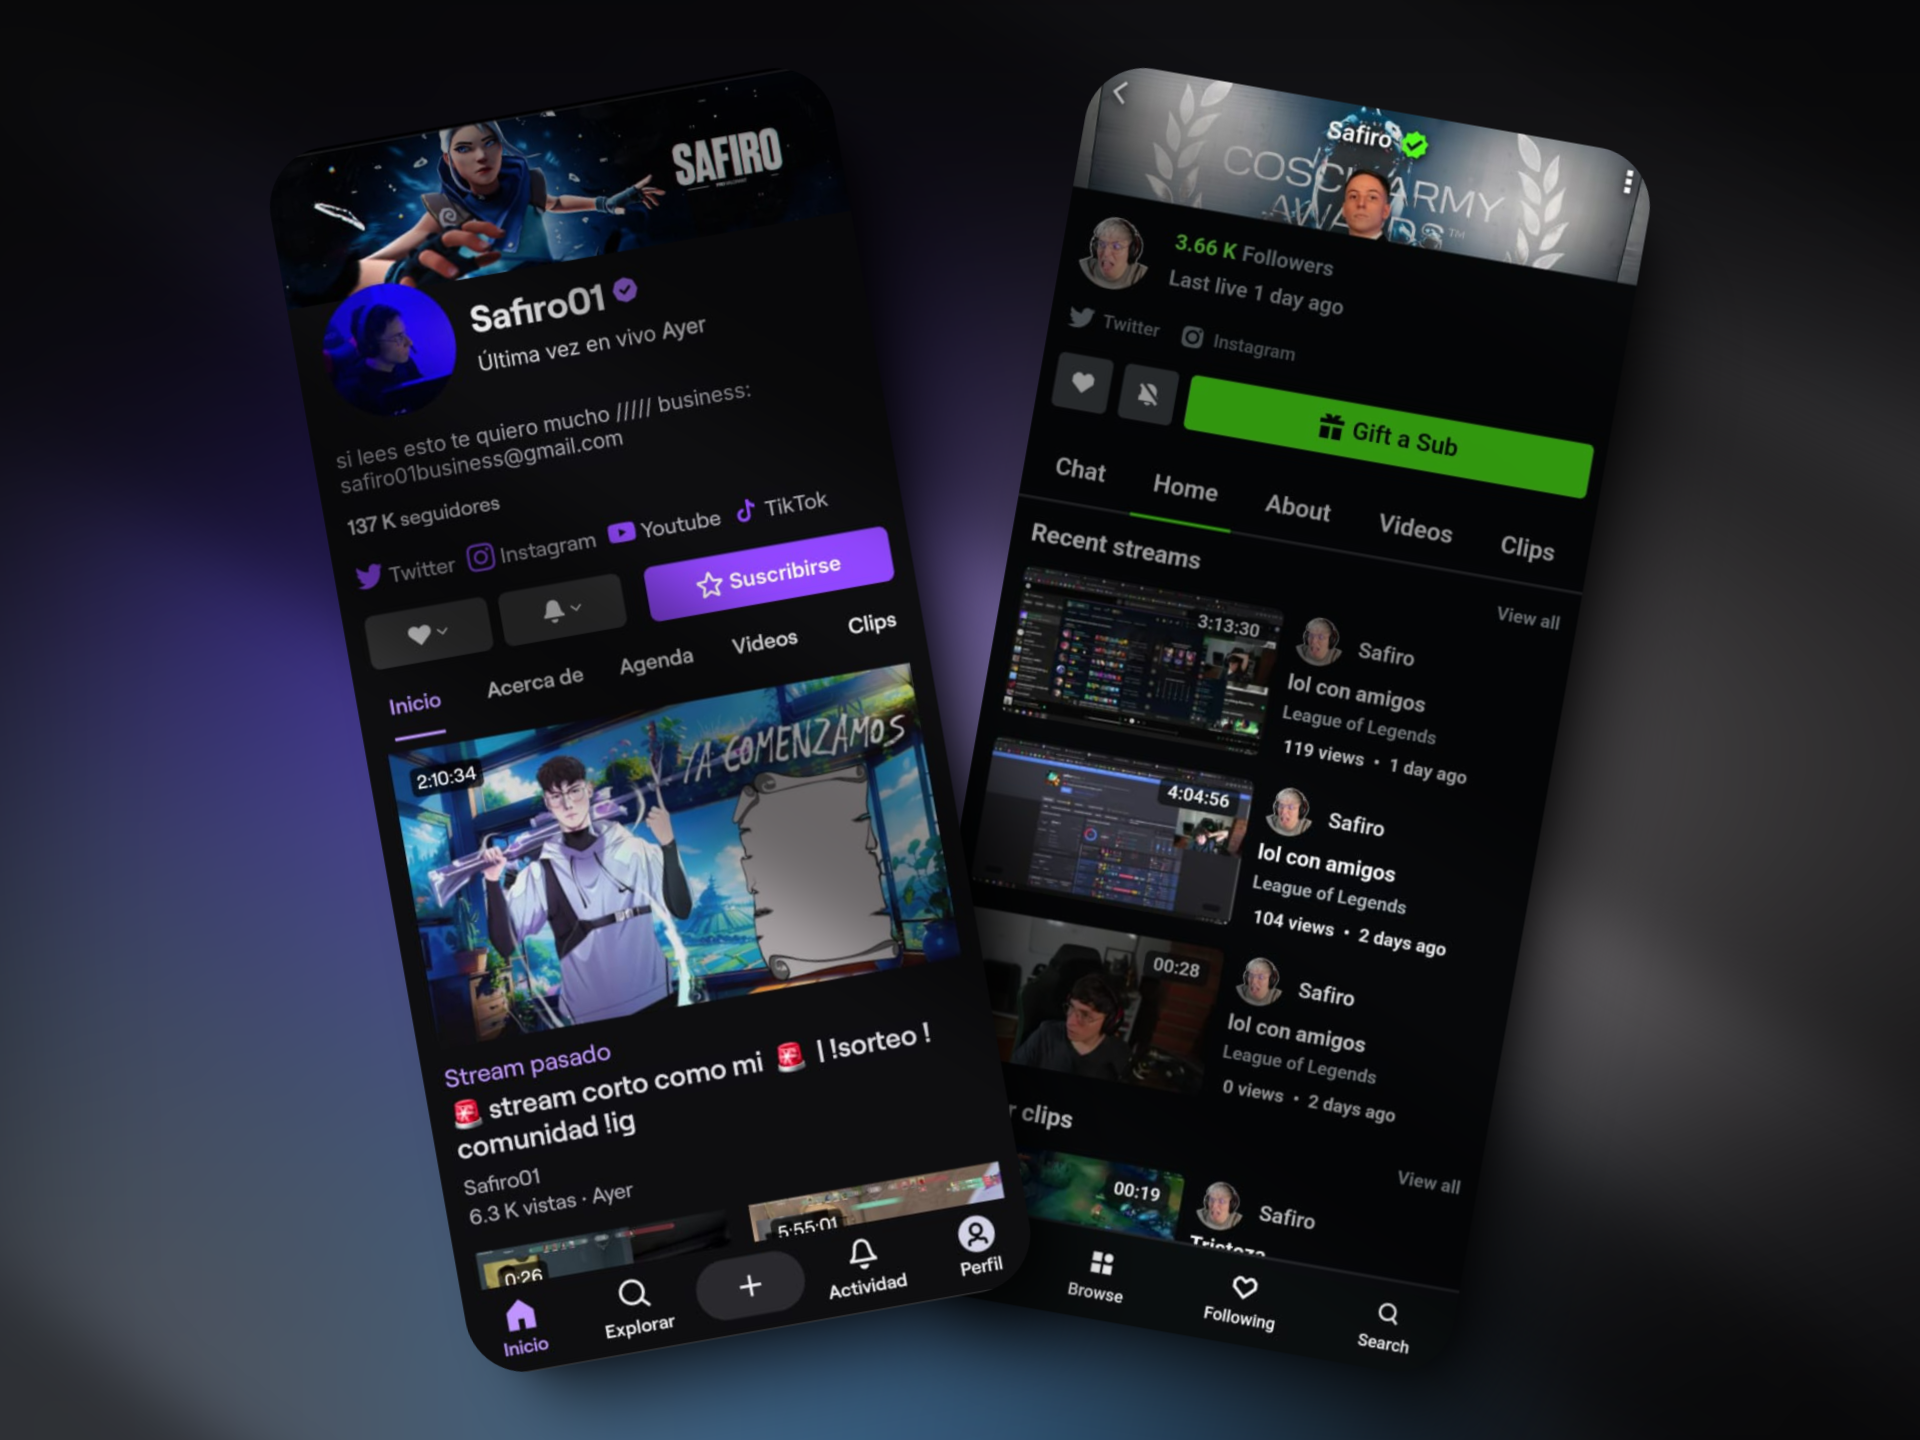 SAFIRO
Safiro01
Última vez en vivo Ayer
si lees esto te quiero mucho ///// business:
safiro01business@gmail.com
137 K seguidores
Twitter Instagram Youtube TikTok
Suscribirse
Inicio Acerca de Agenda Videos Clips
2:10:34
YA COMENZAMOS
Stream pasado
🚨 stream corto como mi 🚨 | !sorteo !
comunidad !ig
Safiro01
6.3 K vistas · Ayer
0:26
5:55:01
Inicio
Explorar
+
Actividad
Perfil
Safiro
3.66 K Followers
Last live 1 day ago
Twitter Instagram
Gift a Sub
Chat Home About Videos Clips
Recent streams
View all
3:13:30
Safiro
lol con amigos
League of Legends
119 views • 1 day ago
4:04:56
Safiro
lol con amigos
League of Legends
104 views • 2 days ago
00:28
Safiro
lol con amigos
League of Legends
0 views • 2 days ago
clips
View all
00:19
Safiro
Tristeza
Browse
Following
Search